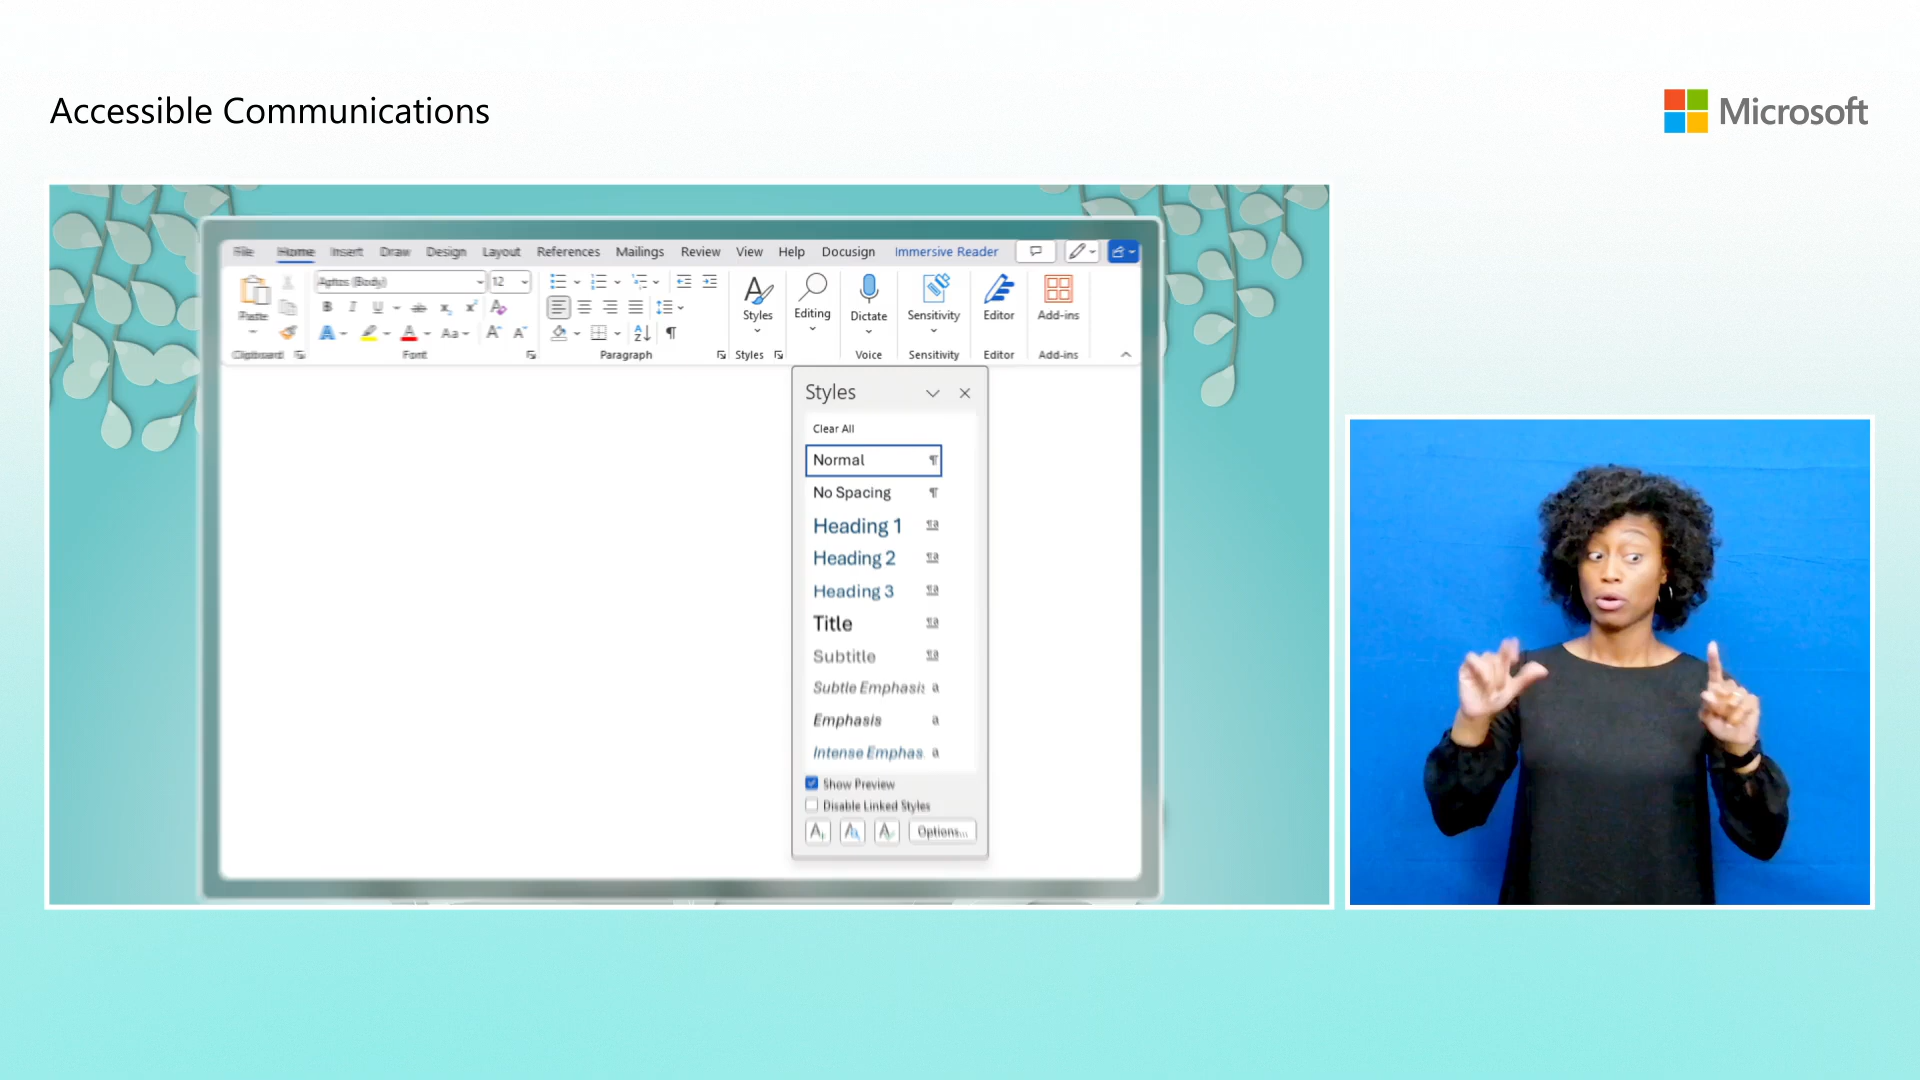 Accessible Communications
Microsoft
File Home Insert Draw Design Layout References Mailings Review View Help Docusign Immersive Reader
Aptos (Body) 12
Paste
Styles Editing Dictate Sensitivity Editor Add-ins
Clipboard Font Paragraph Styles Voice Sensitivity Editor Add-ins
Styles
Clear All
Normal
No Spacing
Heading 1
Heading 2
Heading 3
Title
Subtitle
Subtle Emphasis
Emphasis
Intense Emphas
Show Preview
Disable Linked Styles
Options...